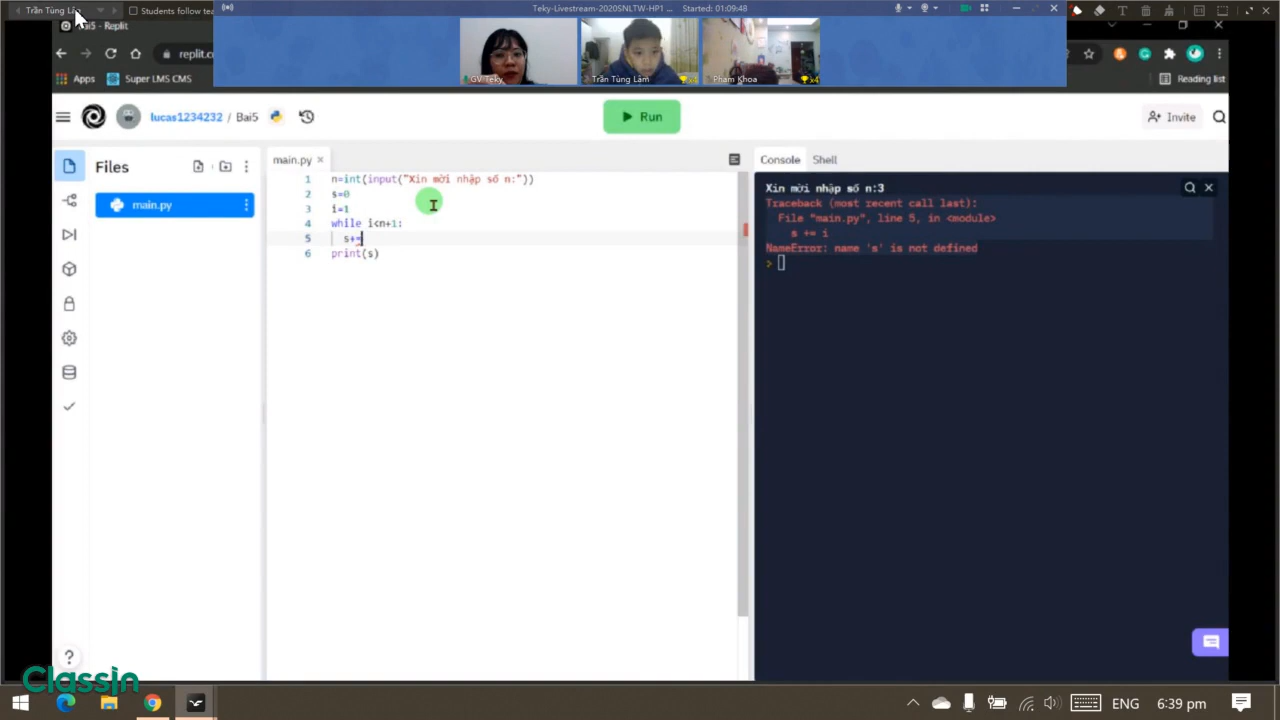 Trần Tùng Lâm
Students follow tea
Teky-Livestream-2020SNLTW-HP1 ...
Started: 01:09:48
Bai5 - Replit
replit.c
GV Teky
Trần Tùng Lâm
x4
Pham Khoa
x4
Apps
Super LMS CMS
Reading list
lucas1234232 / Bai5
Run
Invite
Files
main.py
main.py
1 n=int(input("Xin mời nhập số n:"))
2 s=0
3 i=1
4 while i<n+1:
5 s+=
6 print(s)
Console
Shell
Xin mời nhập số n:3
Traceback (most recent call last):
File "main.py", line 5, in <module>
s += i
NameError: name 's' is not defined
>
?
ClassIn
ENG
6:39 pm